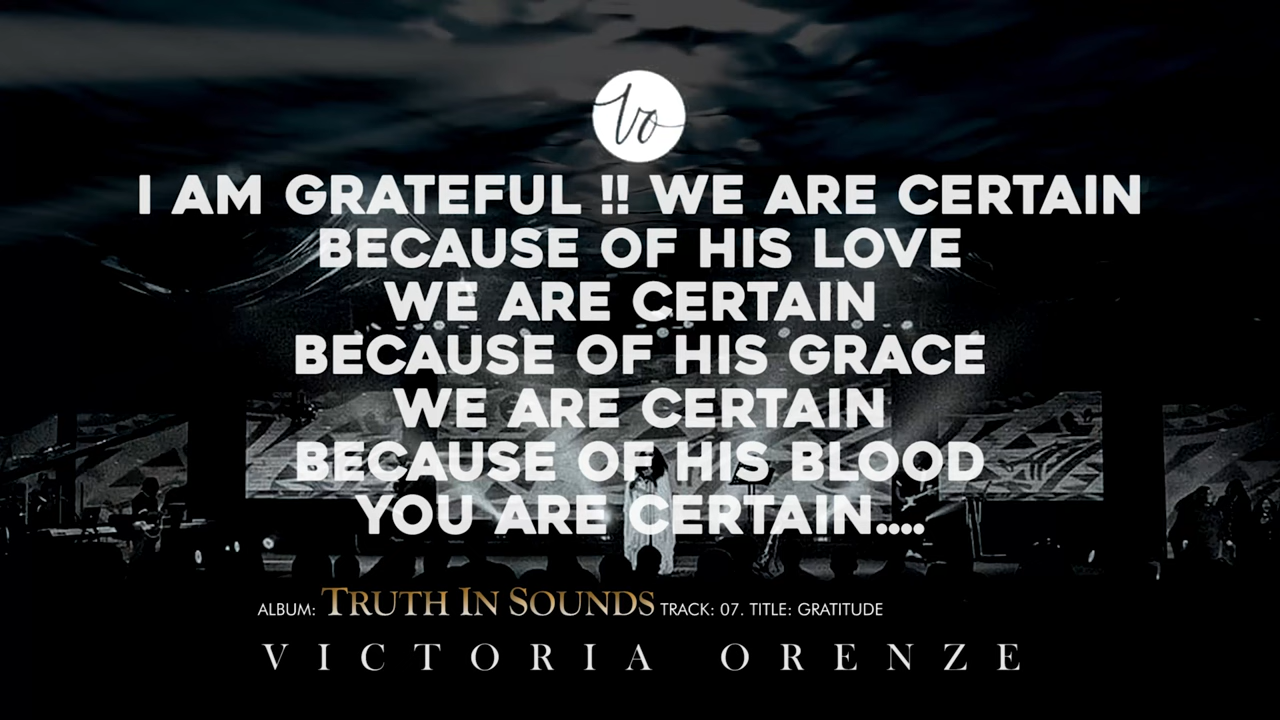 vo
I AM GRATEFUL !! WE ARE CERTAIN
BECAUSE OF HIS LOVE
WE ARE CERTAIN
BECAUSE OF HIS GRACE
WE ARE CERTAIN
BECAUSE OF HIS BLOOD
YOU ARE CERTAIN....
ALBUM: TRUTH IN SOUNDS TRACK: 07. TITLE: GRATITUDE
VICTORIA ORENZE